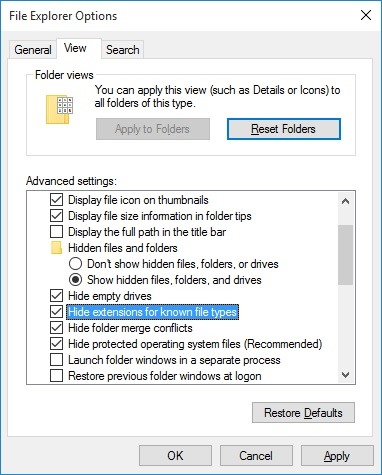 File Explorer Options
General View Search
Folder views
You can apply this view (such as Details or Icons) to
all folders of this type.
Apply to Folders Reset Folders
Advanced settings:
Display file icon on thumbnails
Display file size information in folder tips
Display the full path in the title bar
Hidden files and folders
Don't show hidden files, folders, or drives
Show hidden files, folders, and drives
Hide empty drives
Hide extensions for known file types
Hide folder merge conflicts
Hide protected operating system files (Recommended)
Launch folder windows in a separate process
Restore previous folder windows at logon
Restore Defaults
OK Cancel Apply